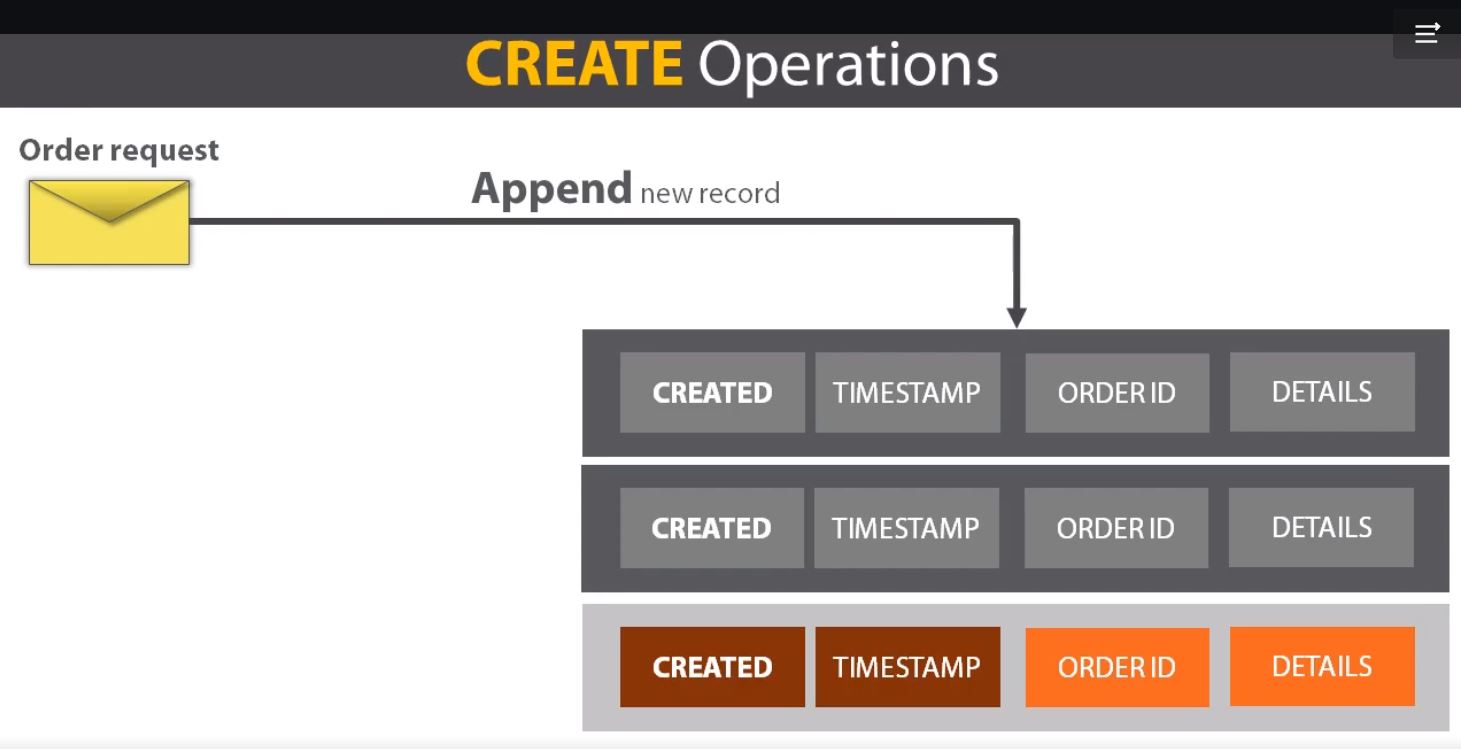 CREATE Operations
Order request
Append new record
CREATED TIMESTAMP ORDER ID DETAILS
CREATED TIMESTAMP ORDER ID DETAILS
CREATED TIMESTAMP ORDER ID DETAILS